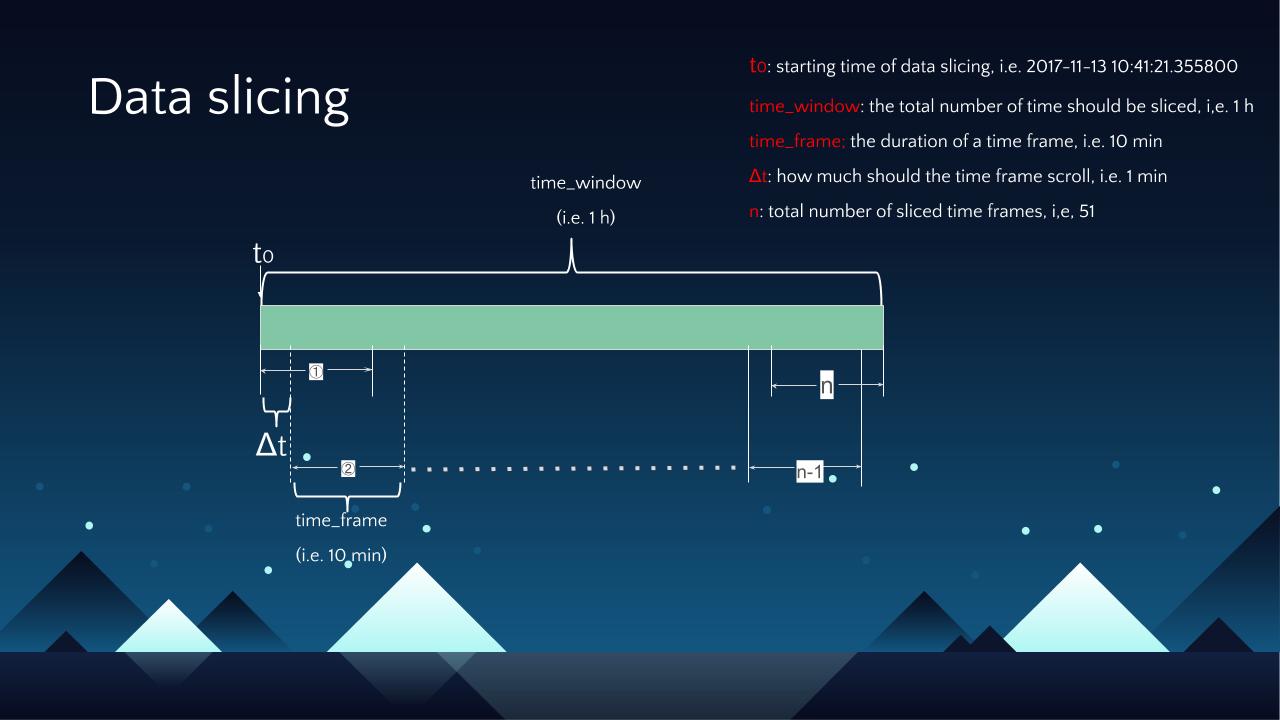 Data slicing
t0: starting time of data slicing, i.e. 2017-11-13 10:41:21.355800
time_window: the total number of time should be sliced, i,e. 1 h
time_frame; the duration of a time frame, i.e. 10 min
Δt: how much should the time frame scroll, i.e. 1 min
n: total number of sliced time frames, i,e, 51
time_window
(i.e. 1 h)
t0
①
n
Δt
②
n-1
time_frame
(i.e. 10 min)